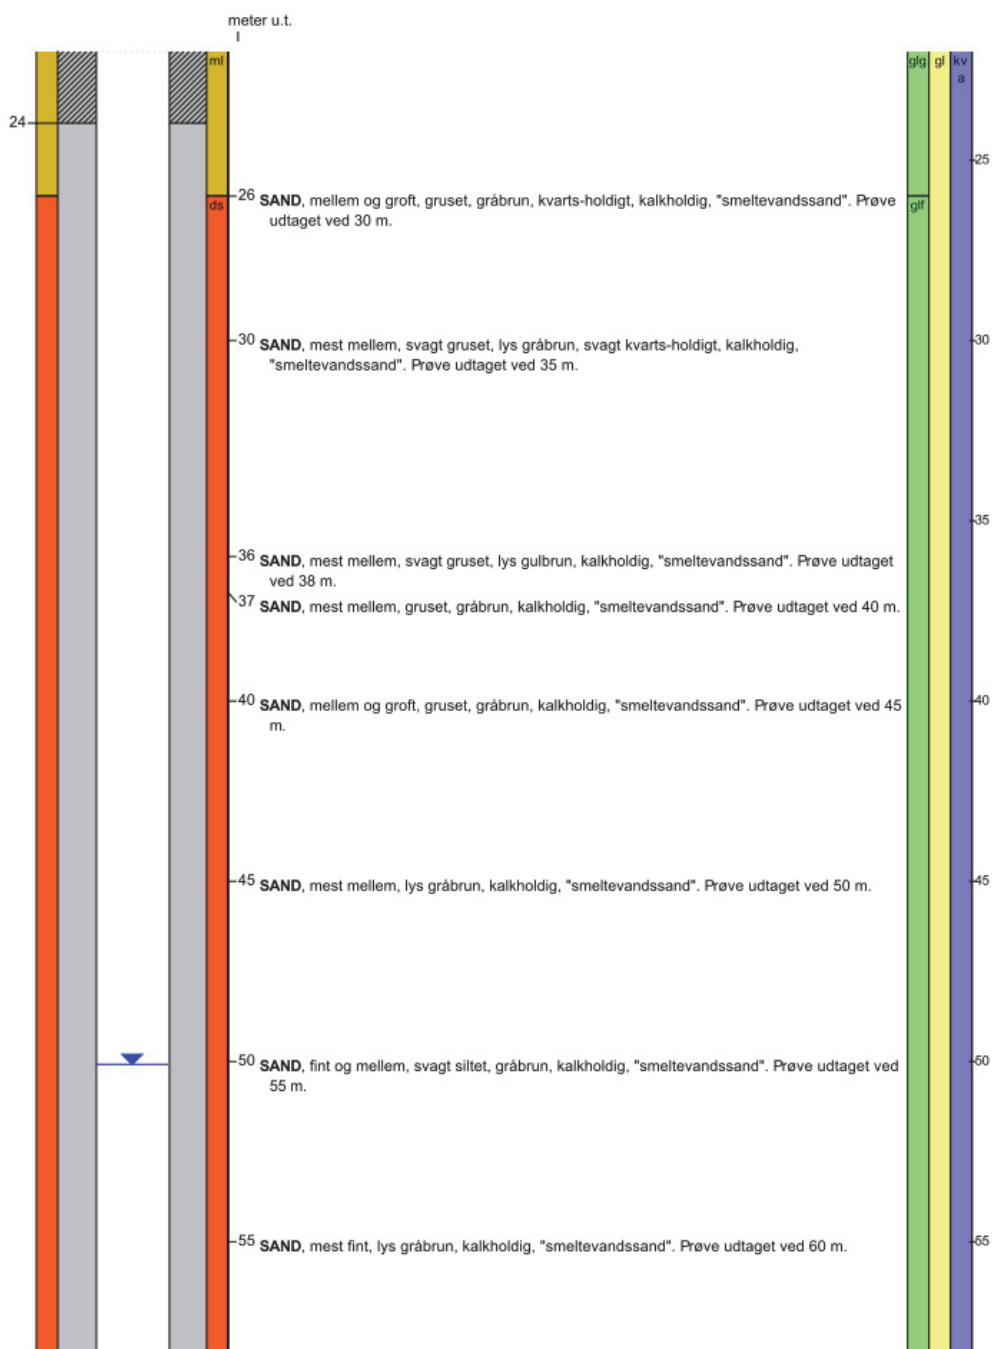 meter u.t.
ml
glg gl kv
a
24
25
26 SAND, mellem og groft, gruset, gråbrun, kvarts-holdigt, kalkholdig, "smeltevandssand". Prøve
ds
glf
udtaget ved 30 m.
30 SAND, mest mellem, svagt gruset, lys gråbrun, svagt kvarts-holdigt, kalkholdig,
30
"smeltevandssand". Prøve udtaget ved 35 m.
35
36 SAND, mest mellem, svagt gruset, lys gulbrun, kalkholdig, "smeltevandssand". Prøve udtaget
ved 38 m.
37 SAND, mest mellem, gruset, gråbrun, kalkholdig, "smeltevandssand". Prøve udtaget ved 40 m.
40 SAND, mellem og groft, gruset, gråbrun, kalkholdig, "smeltevandssand". Prøve udtaget ved 45
40
m.
45 SAND, mest mellem, lys gråbrun, kalkholdig, "smeltevandssand". Prøve udtaget ved 50 m.
45
50 SAND, fint og mellem, svagt siltet, gråbrun, kalkholdig, "smeltevandssand". Prøve udtaget ved
50
55 m.
55 SAND, mest fint, lys gråbrun, kalkholdig, "smeltevandssand". Prøve udtaget ved 60 m.
55